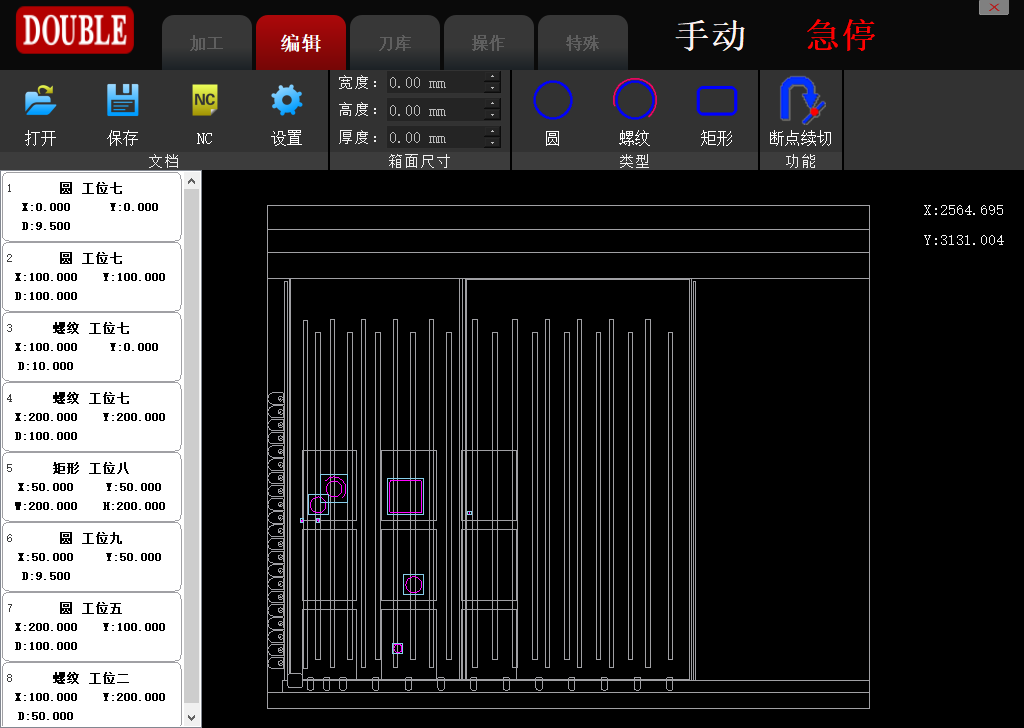 DOUBLE
加工
编辑
刀库
操作
特殊
手动
急停
打开
保存
NC
NC
设置
文档
宽度: 0.00 mm
高度: 0.00 mm
厚度: 0.00 mm
箱面尺寸
圆
螺纹
矩形
类型
断点续切
功能
1 圆 工位七
X:0.000 Y:0.000
D:9.500
2 圆 工位七
X:100.000 Y:100.000
D:100.000
3 螺纹 工位七
X:100.000 Y:0.000
D:10.000
4 螺纹 工位七
X:200.000 Y:200.000
D:100.000
5 矩形 工位八
X:50.000 Y:50.000
W:200.000 H:200.000
6 圆 工位九
X:50.000 Y:50.000
D:9.500
7 圆 工位五
X:200.000 Y:100.000
D:100.000
8 螺纹 工位二
X:100.000 Y:200.000
D:50.000
X:2564.695
Y:3131.004